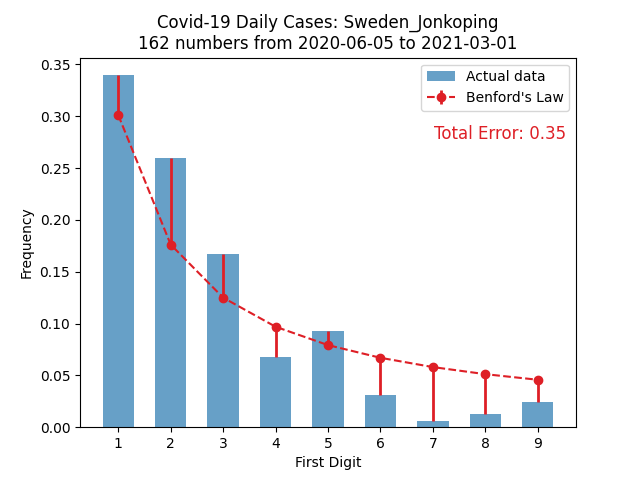 Covid-19 Daily Cases: Sweden_Jonkoping
162 numbers from 2020-06-05 to 2021-03-01
Actual data
Benford's Law
Total Error: 0.35
Frequency
0.35
0.30
0.25
0.20
0.15
0.10
0.05
0.00
1 2 3 4 5 6 7 8 9
First Digit